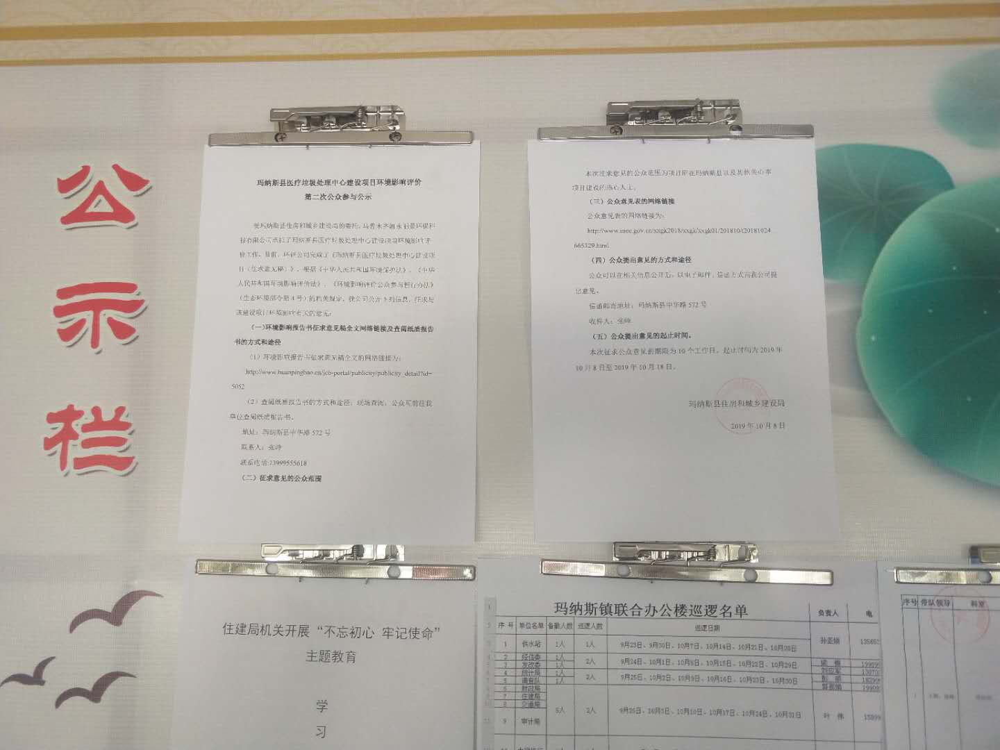 公示栏
玛纳斯县医疗垃圾处理中心建设项目环境影响评价
第二次公众参与公示
受玛纳斯县住房和城乡建设局的委托，乌鲁木齐湘永丽景环保科
技有限公司承担了玛纳斯县医疗垃圾处理中心建设项目环境影响评
价工作。目前，环评公司完成了《玛纳斯县医疗垃圾处理中心建设项
目（征求意见稿）》。根据《中华人民共和国环境保护法》、《中华
人民共和国环境影响评价法》、《环境影响评价公众参与暂行办法》
（生态环境部令第4号）的相关规定，我公司公开下列信息，征求与
该建设项目环境影响有关的意见：
（一）环境影响报告书征求意见稿全文网络链接及查阅纸质报告
书的方式和途径
（1）环境影响报告书征求意见稿全文的网络链接为：
http://www.huanpingbao.cn/jcb-portal/publicity/publicity_detail?id=
5052
（2）查阅纸质报告书的方式和途径：现场查阅，公众可前往我
单位查阅纸质报告书。
地址：玛纳斯县中华路572号
联系人：张峥
联系电话:13999555618
（二）征求意见的公众范围
本次征求意见的公众范围为项目所在玛纳斯县以及其他关心本
项目建设的热心人士。
（三）公众意见表的网络链接
公众意见表的网络链接为：
http://www.mee.gov.cn/xxgk2018/xxgk/xxgk01/201810/t20181024_
665329.html
（四）公众提出意见的方式和途径
公众可以在相关信息公开后，以电子邮件、信函方式向我公司提
出意见。
信函邮寄地址：玛纳斯县中华路572号
收件人：张峥
（五）公众提出意见的起止时间。
本次征求公众意见的期限为10个工作日，起止时间为2019年
10月8日至2019年10月18日。
玛纳斯县住房和城乡建设局
2019年10月8日
住建局机关开展“不忘初心 牢记使命”
主题教育
学
习
玛纳斯镇联合办公楼巡逻名单 负责人 电
序号 单位名单 备勤人数 巡逻人数 巡逻日期
1 供水站 1人 1人 9月23日、9月30日、10月7日、10月14日、10月21日、10月28日 孙亚娟
2 经信委 1人 2人 9月24日、10月1日、10月8日、10月15日、10月22日、10月29日
3 发改委 1人
4 统计局 1人 2人 9月25日、10月2日、10月9日、10月16日、10月23日、10月30日
5 调查队 1人
6 财政局
7 住建局
8 交通局 5人 2人 9月26日、10月3日、10月10日、10月17日、10月24日、10月31日 叶伟
9 审计局
序号 带队领导 科室